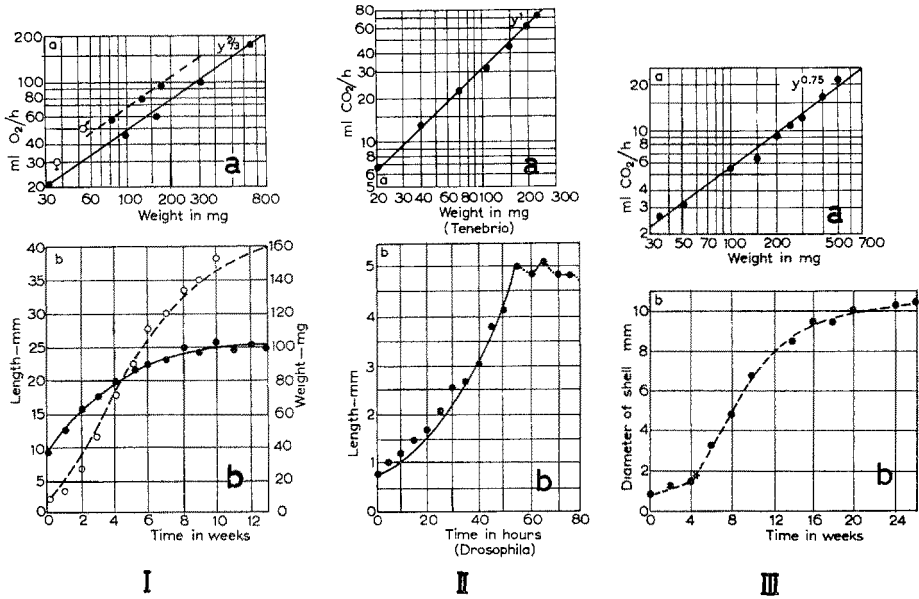 a
y2/3
ml O2/h
200
100
80
60
50
40
30
20
a
30
50
100
200
400
800
Weight in mg
b
Length–mm
40
35
30
25
20
15
10
5
0
160
140
120
100
80
60
40
20
0
Weight–mg
b
0 2 4 6 8 10 12
Time in weeks
I
y1
ml CO2/h
80
60
50
40
30
20
10
8
6
5
a
a
20
40
60
80
100
200
300
Weight in mg
(Tenebrio)
b
Length–mm
5
4
3
2
1
0
b
0 20 40 60 80
Time in hours
(Drosophila)
II
a
y0.75
ml CO2/h
20
10
8
6
4
3
2
a
30
50
70
100
200
300
500
700
Weight in mg
b
Diameter of shell mm
10
8
6
4
2
0
b
0 4 8 12 16 20 24
Time in weeks
III